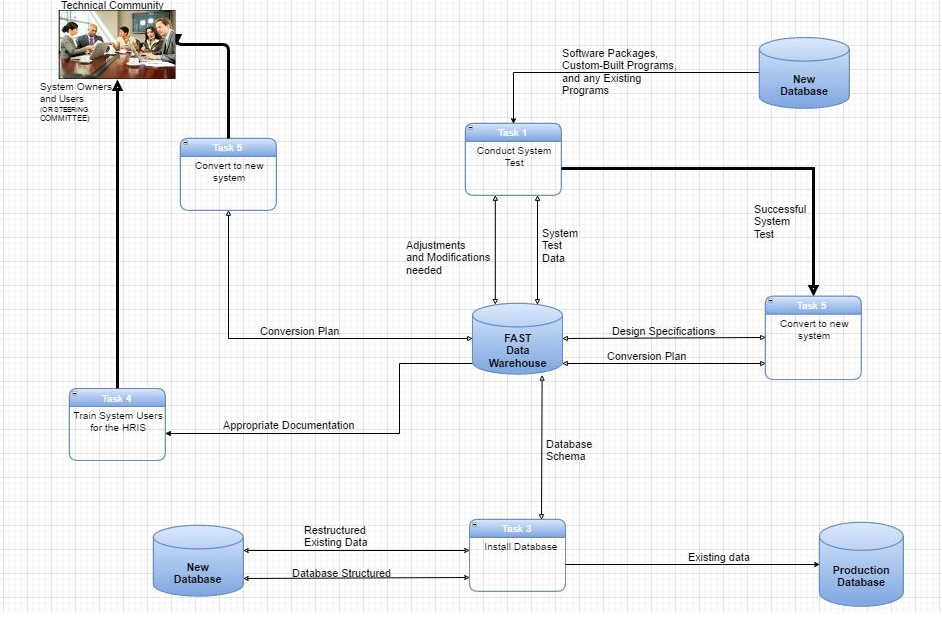 Technical Community
System Owners
and Users
(OR STEERING
COMMITTEE)
Task 5
Convert to new
system
Software Packages,
Custom-Built Programs,
and any Existing
Programs
New
Database
Task 1
Conduct System
Test
Successful
System
Test
Adjustments
and Modifications
needed
System
Test
Data
Task 5
Convert to new
system
Conversion Plan
FAST
Data
Warehouse
Design Specifications
Conversion Plan
Task 4
Train System Users
for the HRIS
Appropriate Documentation
Database
Schema
New
Database
Restructured
Existing Data
Database Structured
Task 3
Install Database
Existing data
Production
Database